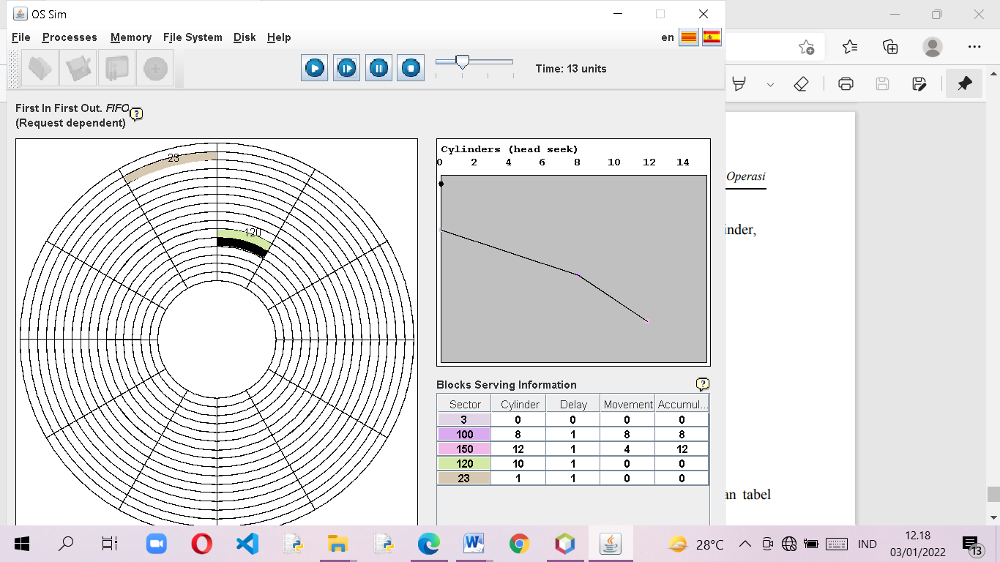 OS Sim
File Processes Memory File System Disk Help en
Time: 13 units
First In First Out. FIFO
(Request dependent)
?
23
120
Cylinders (head seek)
0 2 4 6 8 10 12 14
Blocks Serving Information ?
Sector Cylinder Delay Movement Accumul...
3 0 0 0 0
100 8 1 8 8
150 12 1 4 12
120 10 1 0 0
23 1 1 0 0
Operasi
inder,
an tabel
28°C IND 12.18
03/01/2022
13